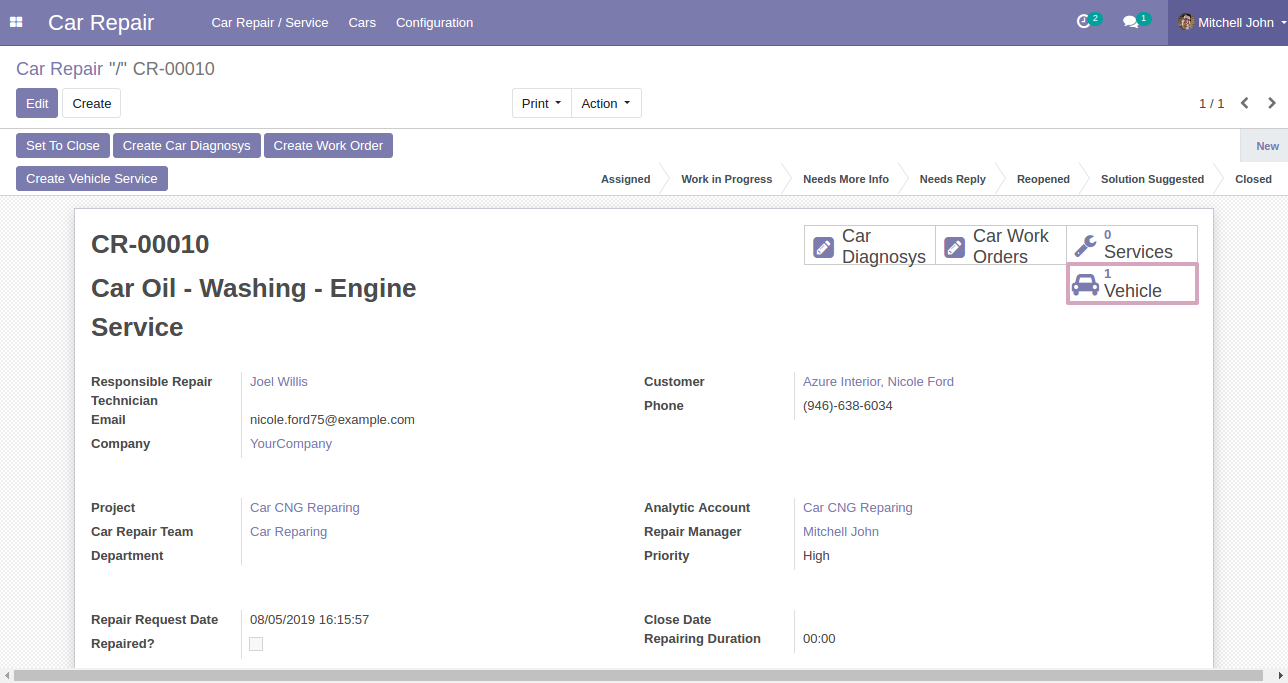 Car Repair
Car Repair / Service Cars Configuration
2 1 Mitchell John
Car Repair "/" CR-00010
Edit Create
Print Action
1 / 1
Set To Close Create Car Diagnosys Create Work Order
New
Create Vehicle Service
Assigned Work in Progress Needs More Info Needs Reply Reopened Solution Suggested Closed
CR-00010
Car Oil - Washing - Engine
Service
Car
Diagnosys
Car Work
Orders
0
Services
1
Vehicle
Responsible Repair
Technician
Joel Willis
Email nicole.ford75@example.com
Company YourCompany
Customer Azure Interior, Nicole Ford
Phone (946)-638-6034
Project Car CNG Reparing
Car Repair Team Car Reparing
Department
Analytic Account Car CNG Reparing
Repair Manager Mitchell John
Priority High
Repair Request Date 08/05/2019 16:15:57
Repaired?
Close Date
Repairing Duration 00:00